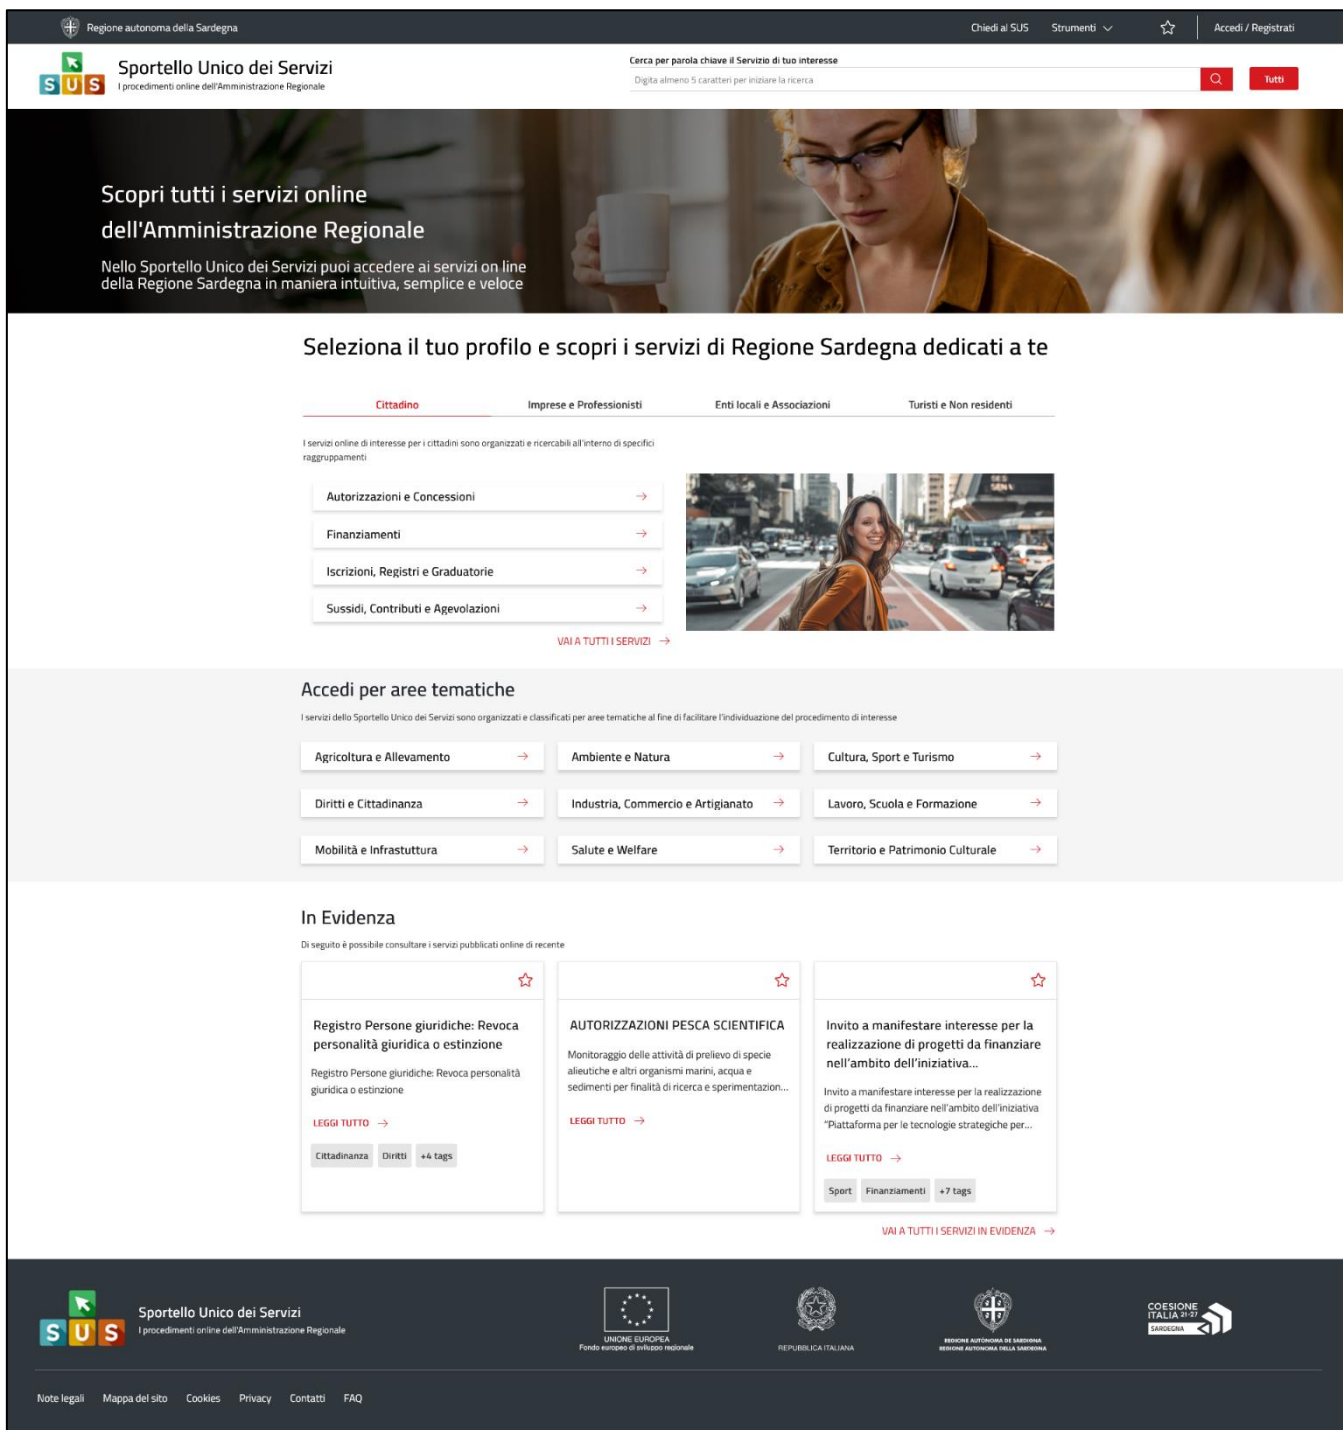 Regione autonoma della Sardegna
Chiedi al SUS
Strumenti
Accedi / Registrati
SUS
Sportello Unico dei Servizi
I procedimenti online dell'Amministrazione Regionale
Cerca per parola chiave il Servizio di tuo interesse
Digita almeno 5 caratteri per iniziare la ricerca
Tutti
Scopri tutti i servizi online
dell'Amministrazione Regionale
Nello Sportello Unico dei Servizi puoi accedere ai servizi on line
della Regione Sardegna in maniera intuitiva, semplice e veloce
Seleziona il tuo profilo e scopri i servizi di Regione Sardegna dedicati a te
Cittadino
Imprese e Professionisti
Enti locali e Associazioni
Turisti e Non residenti
I servizi online di interesse per i cittadini sono organizzati e ricercabili all'interno di specifici
raggruppamenti
Autorizzazioni e Concessioni
Finanziamenti
Iscrizioni, Registri e Graduatorie
Sussidi, Contributi e Agevolazioni
VAI A TUTTI I SERVIZI
Accedi per aree tematiche
I servizi dello Sportello Unico dei Servizi sono organizzati e classificati per aree tematiche al fine di facilitare l'individuazione del procedimento di interesse
Agricoltura e Allevamento
Ambiente e Natura
Cultura, Sport e Turismo
Diritti e Cittadinanza
Industria, Commercio e Artigianato
Lavoro, Scuola e Formazione
Mobilità e Infrastuttura
Salute e Welfare
Territorio e Patrimonio Culturale
In Evidenza
Di seguito è possibile consultare i servizi pubblicati online di recente
Registro Persone giuridiche: Revoca
personalità giuridica o estinzione
Registro Persone giuridiche: Revoca personalità
giuridica o estinzione
LEGGI TUTTO
Cittadinanza
Diritti
+4 tags
AUTORIZZAZIONI PESCA SCIENTIFICA
Monitoraggio delle attività di prelievo di specie
alieutiche e altri organismi marini, acqua e
sedimenti per finalità di ricerca e sperimentazion...
LEGGI TUTTO
Invito a manifestare interesse per la
realizzazione di progetti da finanziare
nell'ambito dell'iniziativa...
Invito a manifestare interesse per la realizzazione
di progetti da finanziare nell'ambito dell'iniziativa
"Piattaforma per le tecnologie strategiche per...
LEGGI TUTTO
Sport
Finanziamenti
+7 tags
VAI A TUTTI I SERVIZI IN EVIDENZA
SUS
Sportello Unico dei Servizi
I procedimenti online dell'Amministrazione Regionale
UNIONE EUROPEA
Fondo europeo di sviluppo regionale
REPUBBLICA ITALIANA
REGIONE AUTÒNOMA DE SARDIGNA
REGIONE AUTONOMA DELLA SARDEGNA
COESIONE
ITALIA 21-27
SARDEGNA
Note legali
Mappa del sito
Cookies
Privacy
Contatti
FAQ